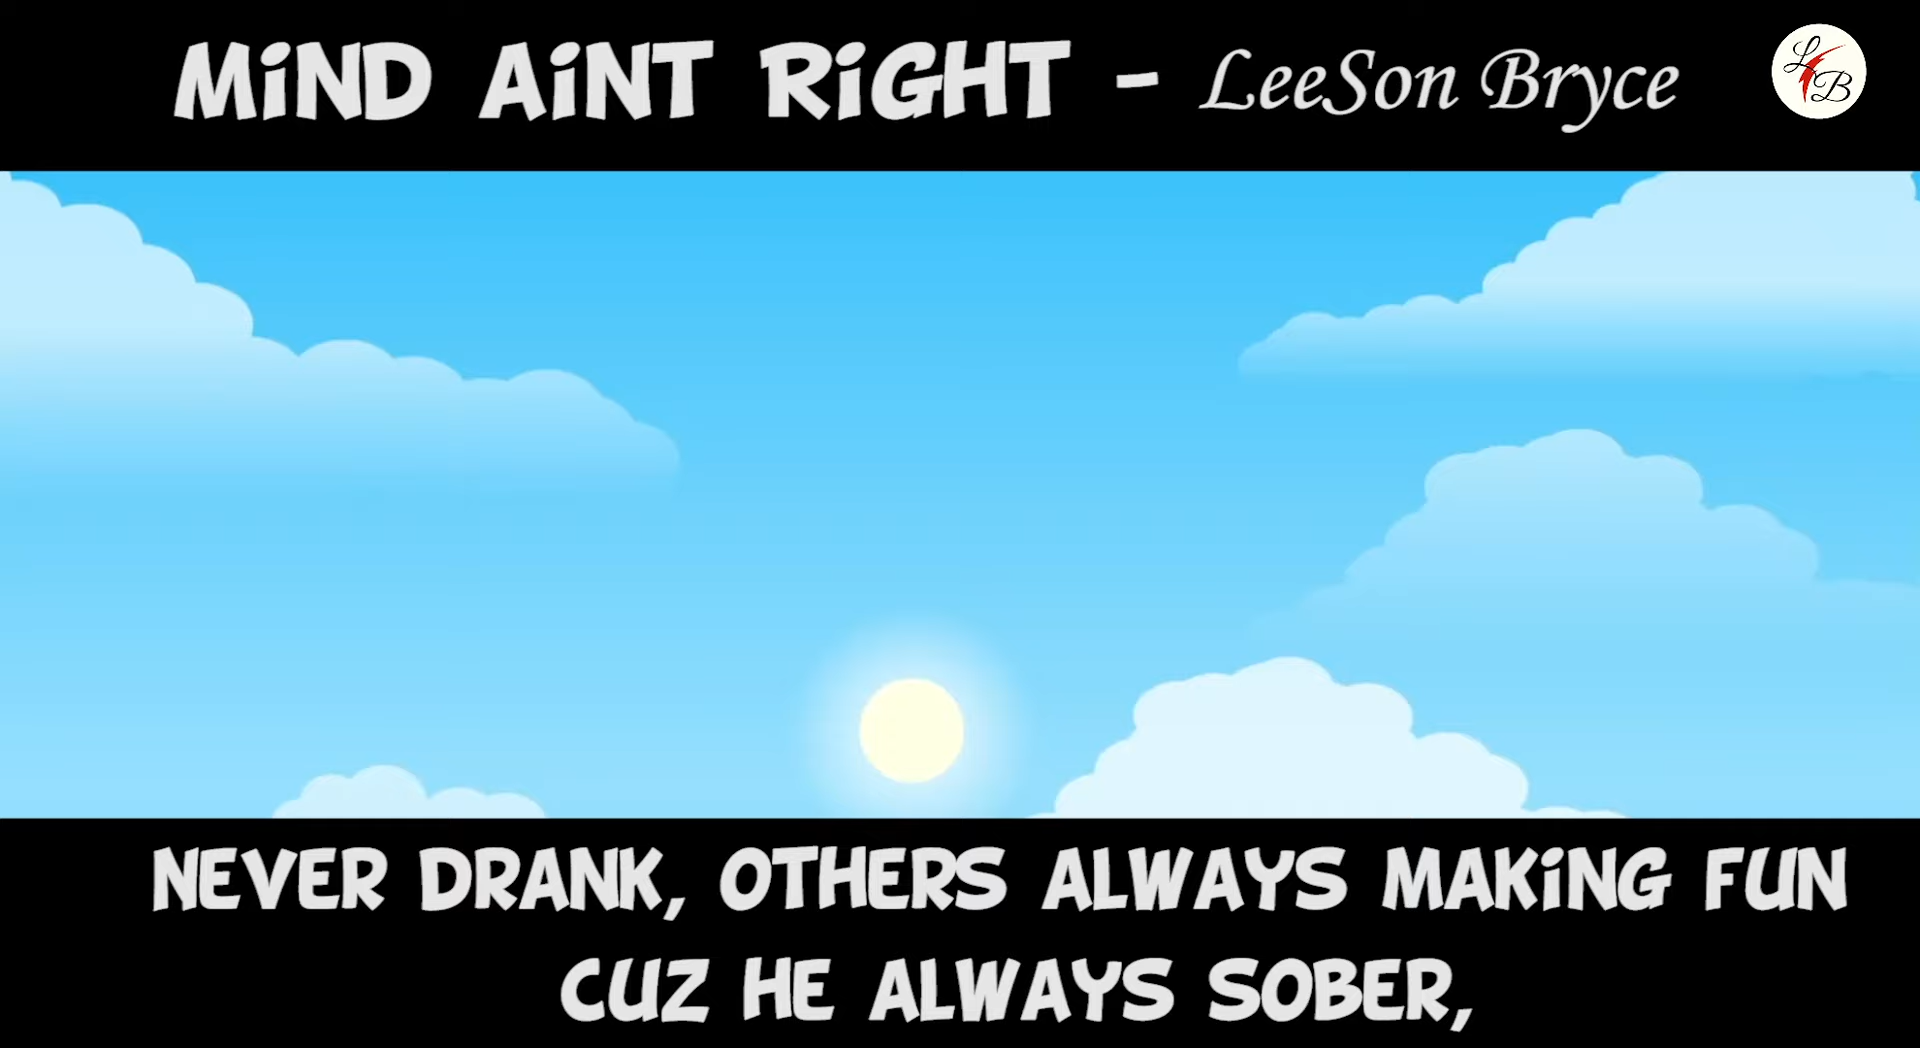 MiND AiNT RiGHT - LeeSon Bryce
L B
NEVER DRANK, OTHERS ALWAYS MAKiNG FUN
CUZ HE ALWAYS SOBER,